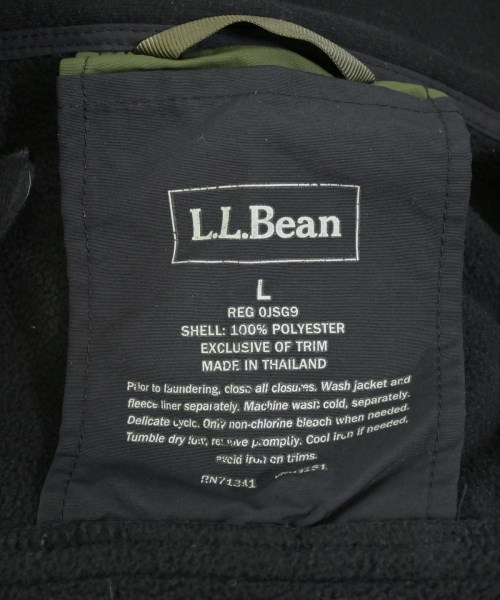 L.L.Bean
L
REG 0JSG9
SHELL: 100% POLYESTER
EXCLUSIVE OF TRIM
MADE IN THAILAND
Prior to laundering, close all closures. Wash jacket and
fleece liner separately. Machine wash cold, separately.
Delicate cycle. Only non-chlorine bleach when needed.
Tumble dry low, remove promptly. Cool iron if needed,
avoid iron on trims.
RN71341